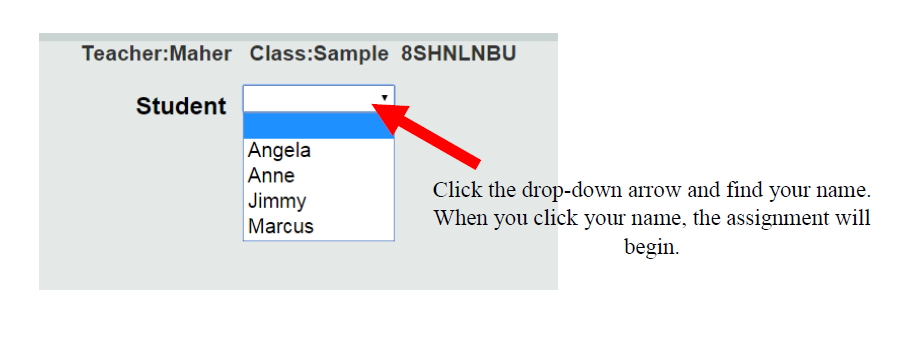 Teacher:Maher Class:Sample 8SHNLNBU
Student
Angela
Anne
Jimmy
Marcus
Click the drop-down arrow and find your name.
When you click your name, the assignment will
begin.